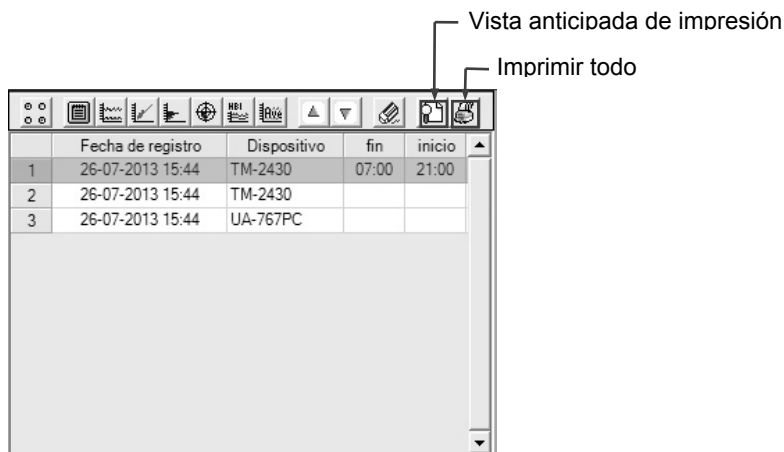 Vista anticipada de impresión
Imprimir todo
HBI Ave
Fecha de registro Dispositivo fin inicio
1 26-07-2013 15:44 TM-2430 07:00 21:00
2 26-07-2013 15:44 TM-2430
3 26-07-2013 15:44 UA-767PC